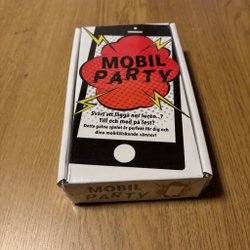 MOBIL
PARTY
Svårt att lägga ner luren...?
Till och med på fest?
Detta galna spelet är perfekt för dig och
dina mobilälskande vänner!
MOBIL
PARTY